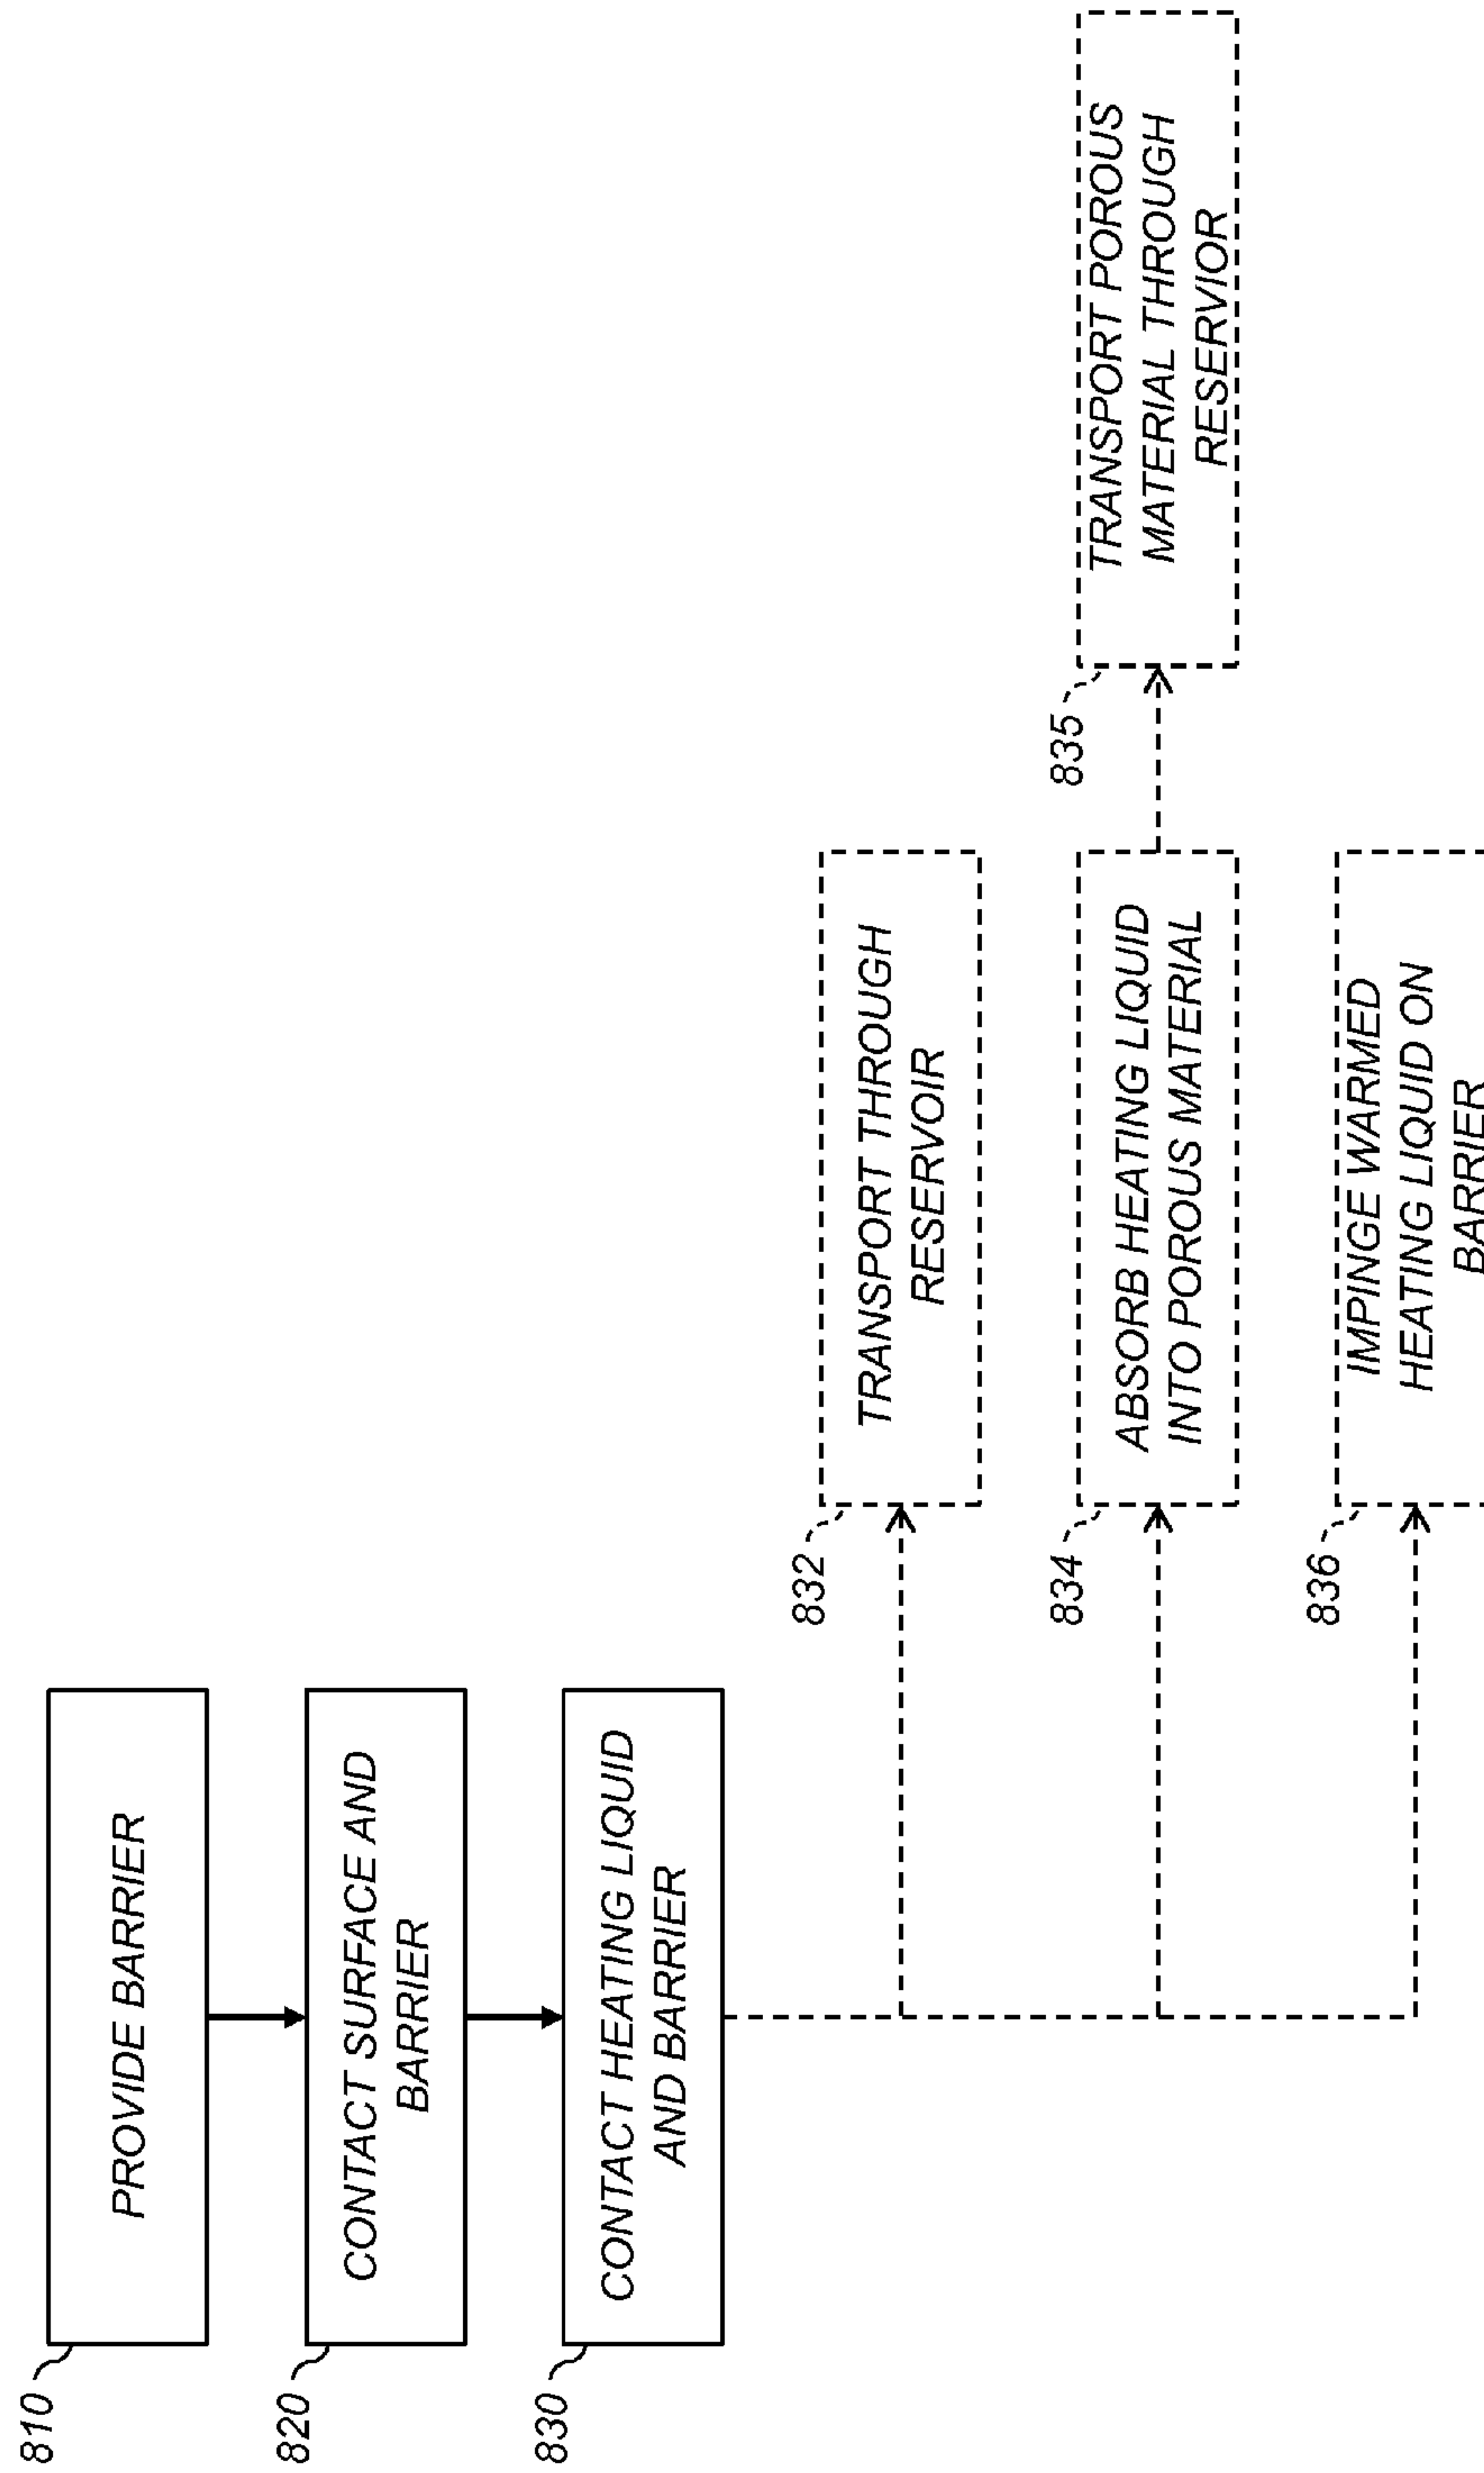 810
PROVIDE BARRIER
820
CONTACT SURFACE AND
BARRIER
830
CONTACT HEATING LIQUID
AND BARRIER
832
TRANSPORT THROUGH
RESERVOIR
834
ABSORB HEATING LIQUID
INTO POROUS MATERIAL
835
TRANSPORT POROUS
MATERIAL THROUGH
RESERVIOR
836
IMPINGE WARMED
HEATING LIQUID ON
BARRIER